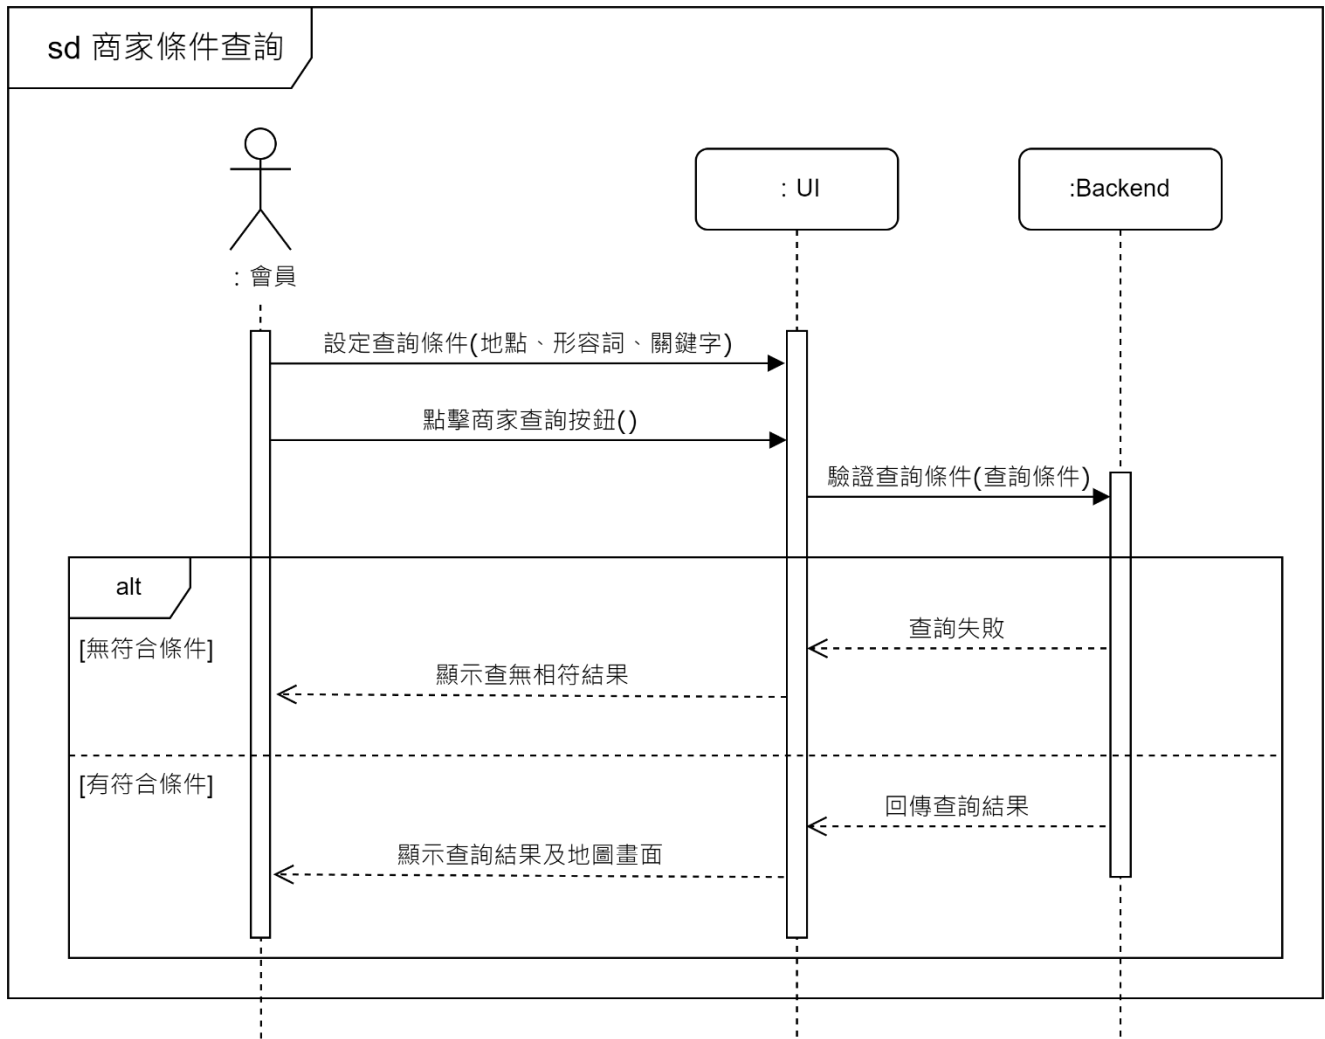 sd 商家條件查詢
: 會員
: UI
:Backend
設定查詢條件(地點、形容詞、關鍵字)
點擊商家查詢按鈕()
驗證查詢條件(查詢條件)
alt
[無符合條件]
查詢失敗
顯示查無相符結果
[有符合條件]
回傳查詢結果
顯示查詢結果及地圖畫面